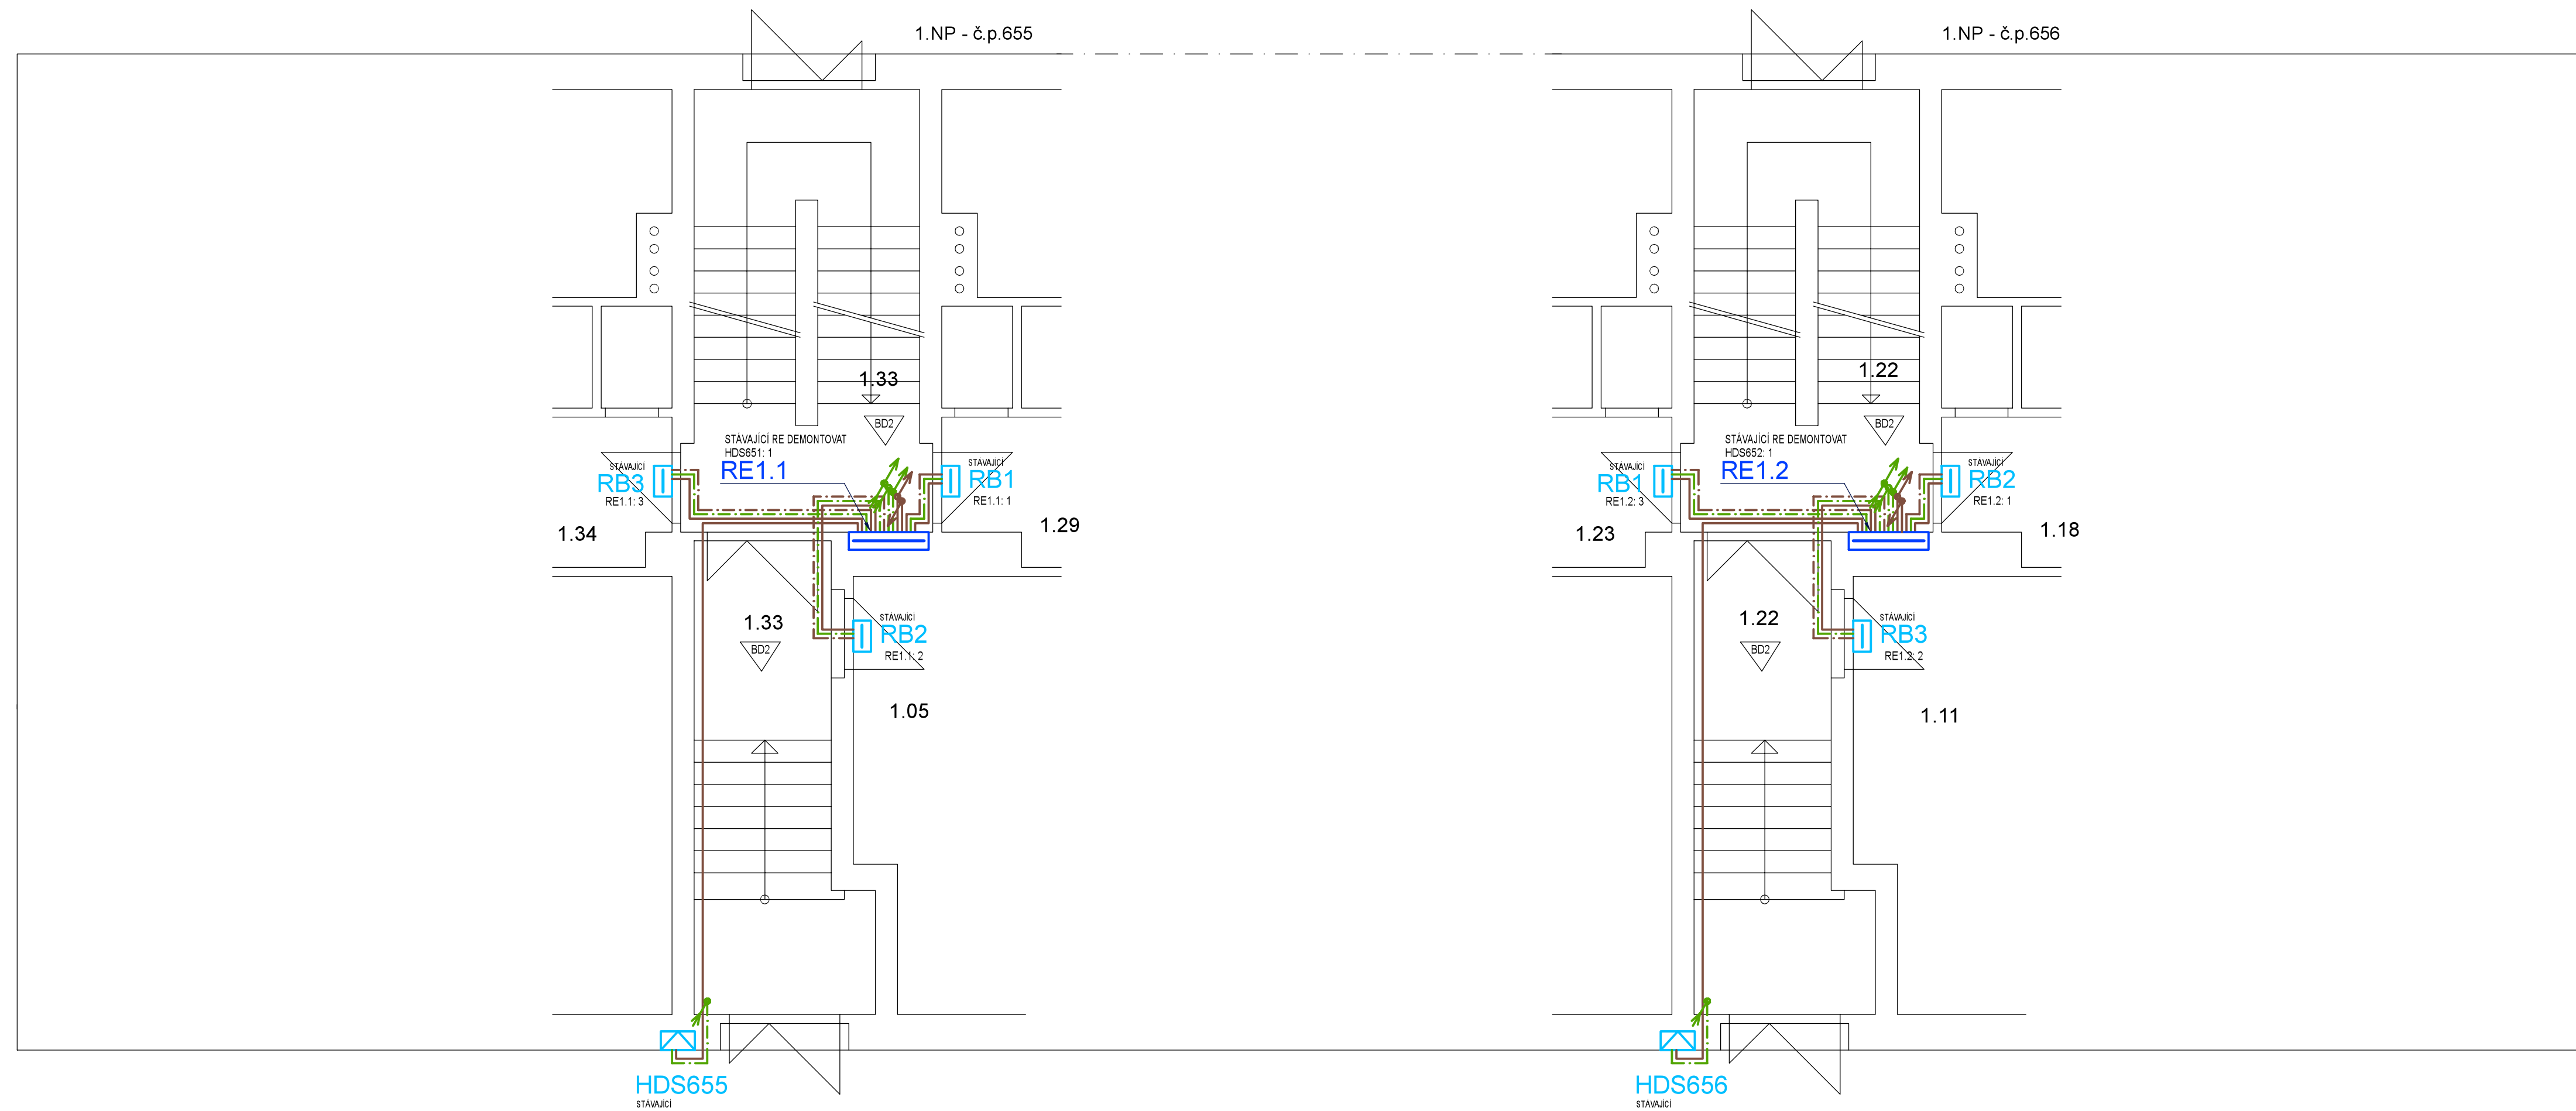 1.NP - č.p.655
1.33
BD2
STÁVAJÍCÍ RE DEMONTOVAT
HDS651: 1
RE1.1
STÁVAJÍCÍ
RB3
RE1.1: 3
STÁVAJÍCÍ
RB1
RE1.1: 1
1.34
1.29
1.33
BD2
STÁVAJÍCÍ
RB2
RE1.1: 2
1.05
HDS655
STÁVAJÍCÍ
1.NP - č.p.656
1.22
BD2
STÁVAJÍCÍ RE DEMONTOVAT
HDS652: 1
RE1.2
STÁVAJÍCÍ
RB1
RE1.2: 3
STÁVAJÍCÍ
RB2
RE1.2: 1
1.23
1.18
1.22
BD2
STÁVAJÍCÍ
RB3
RE1.2: 2
1.11
HDS656
STÁVAJÍCÍ